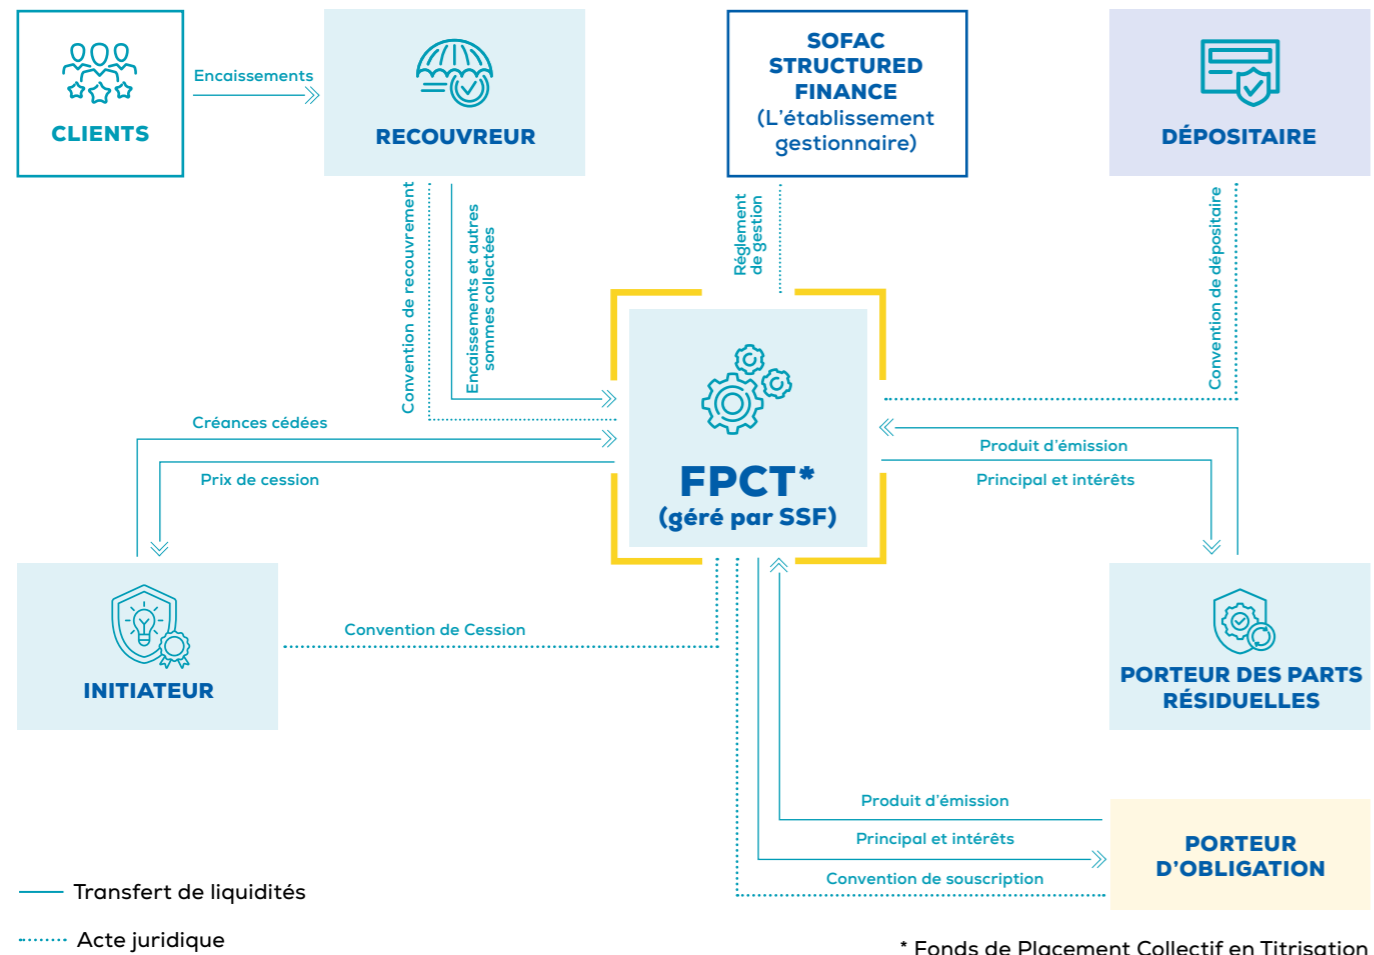 CLIENTS
Encaissements
RECOUVREUR
SOFAC
STRUCTURED
FINANCE
(L'établissement
gestionnaire)
DÉPOSITAIRE
Convention de recouvrement
Encaissements et autres
sommes collectées
Réglement
de gestion
Convention de dépositaire
Créances cédées
Prix de cession
FPCT*
(géré par SSF)
Produit d'émission
Principal et intérêts
INITIATEUR
Convention de Cession
PORTEUR DES PARTS
RÉSIDUELLES
Produit d'émission
Principal et intérêts
Convention de souscription
PORTEUR
D'OBLIGATION
Transfert de liquidités
Acte juridique
* Fonds de Placement Collectif en Titrisation